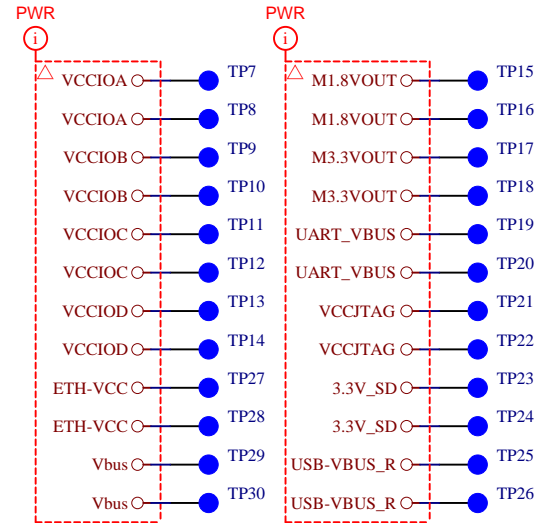 PWR
i
VCCIOA TP7
VCCIOA TP8
VCCIOB TP9
VCCIOB TP10
VCCIOC TP11
VCCIOC TP12
VCCIOD TP13
VCCIOD TP14
ETH-VCC TP27
ETH-VCC TP28
Vbus TP29
Vbus TP30
PWR
i
M1.8VOUT TP15
M1.8VOUT TP16
M3.3VOUT TP17
M3.3VOUT TP18
UART_VBUS TP19
UART_VBUS TP20
VCCJTAG TP21
VCCJTAG TP22
3.3V_SD TP23
3.3V_SD TP24
USB-VBUS_R TP25
USB-VBUS_R TP26